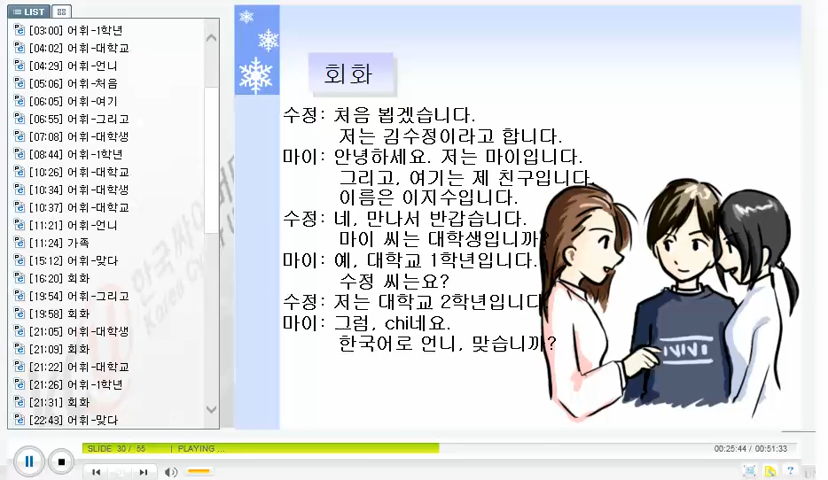 LIST
[03:00] 어휘-1학년
[04:02] 어휘-대학교
[04:29] 어휘-언니
[05:06] 어휘-처음
[06:05] 어휘-여기
[06:55] 어휘-그리고
[07:08] 어휘-대학생
[08:44] 어휘-1학년
[10:26] 어휘-대학교
[10:34] 어휘-대학생
[10:37] 어휘-대학교
[11:21] 어휘-언니
[11:24] 가족
[15:12] 어휘-맞다
[16:20] 회화
[19:54] 어휘-그리고
[19:58] 회화
[21:05] 어휘-대학생
[21:09] 회화
[21:22] 어휘-대학교
[21:26] 어휘-1학년
[21:31] 회화
[22:43] 어휘-맞다
회화
수정: 처음 뵙겠습니다.
저는 김수정이라고 합니다.
마이: 안녕하세요. 저는 마이입니다.
그리고, 여기는 제 친구입니다.
이름은 이지수입니다.
수정: 네, 만나서 반갑습니다.
마이 씨는 대학생입니까?
마이: 예, 대학교 1학년입니다.
수정 씨는요?
수정: 저는 대학교 2학년입니다
마이: 그럼, chi네요.
한국어로 언니, 맞습니까?
SLIDE 30 / 55 | PLAYING ...
00:25:44 / 00:51:33